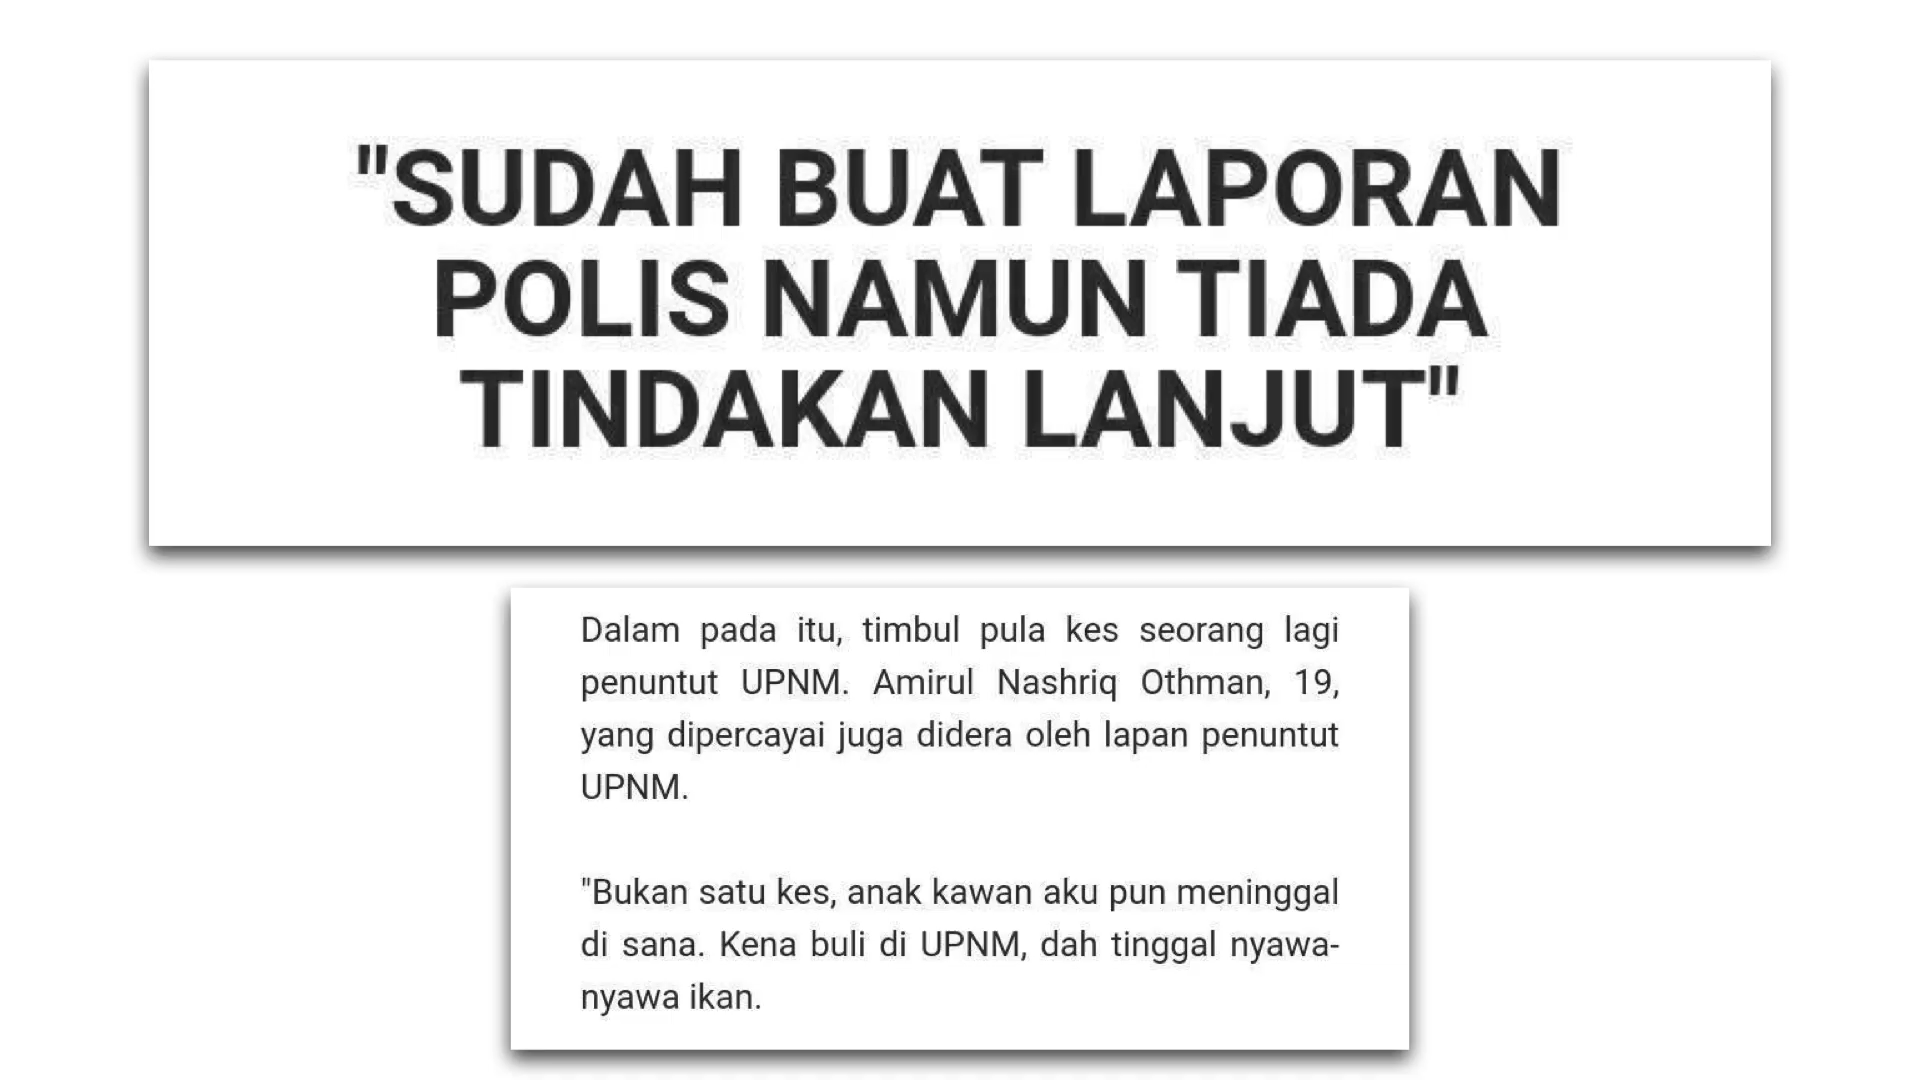 "SUDAH BUAT LAPORAN
POLIS NAMUN TIADA
TINDAKAN LANJUT"
Dalam pada itu, timbul pula kes seorang lagi
penuntut UPNM. Amirul Nashriq Othman, 19,
yang dipercayai juga didera oleh lapan penuntut
UPNM.
"Bukan satu kes, anak kawan aku pun meninggal
di sana. Kena buli di UPNM, dah tinggal nyawa-
nyawa ikan.